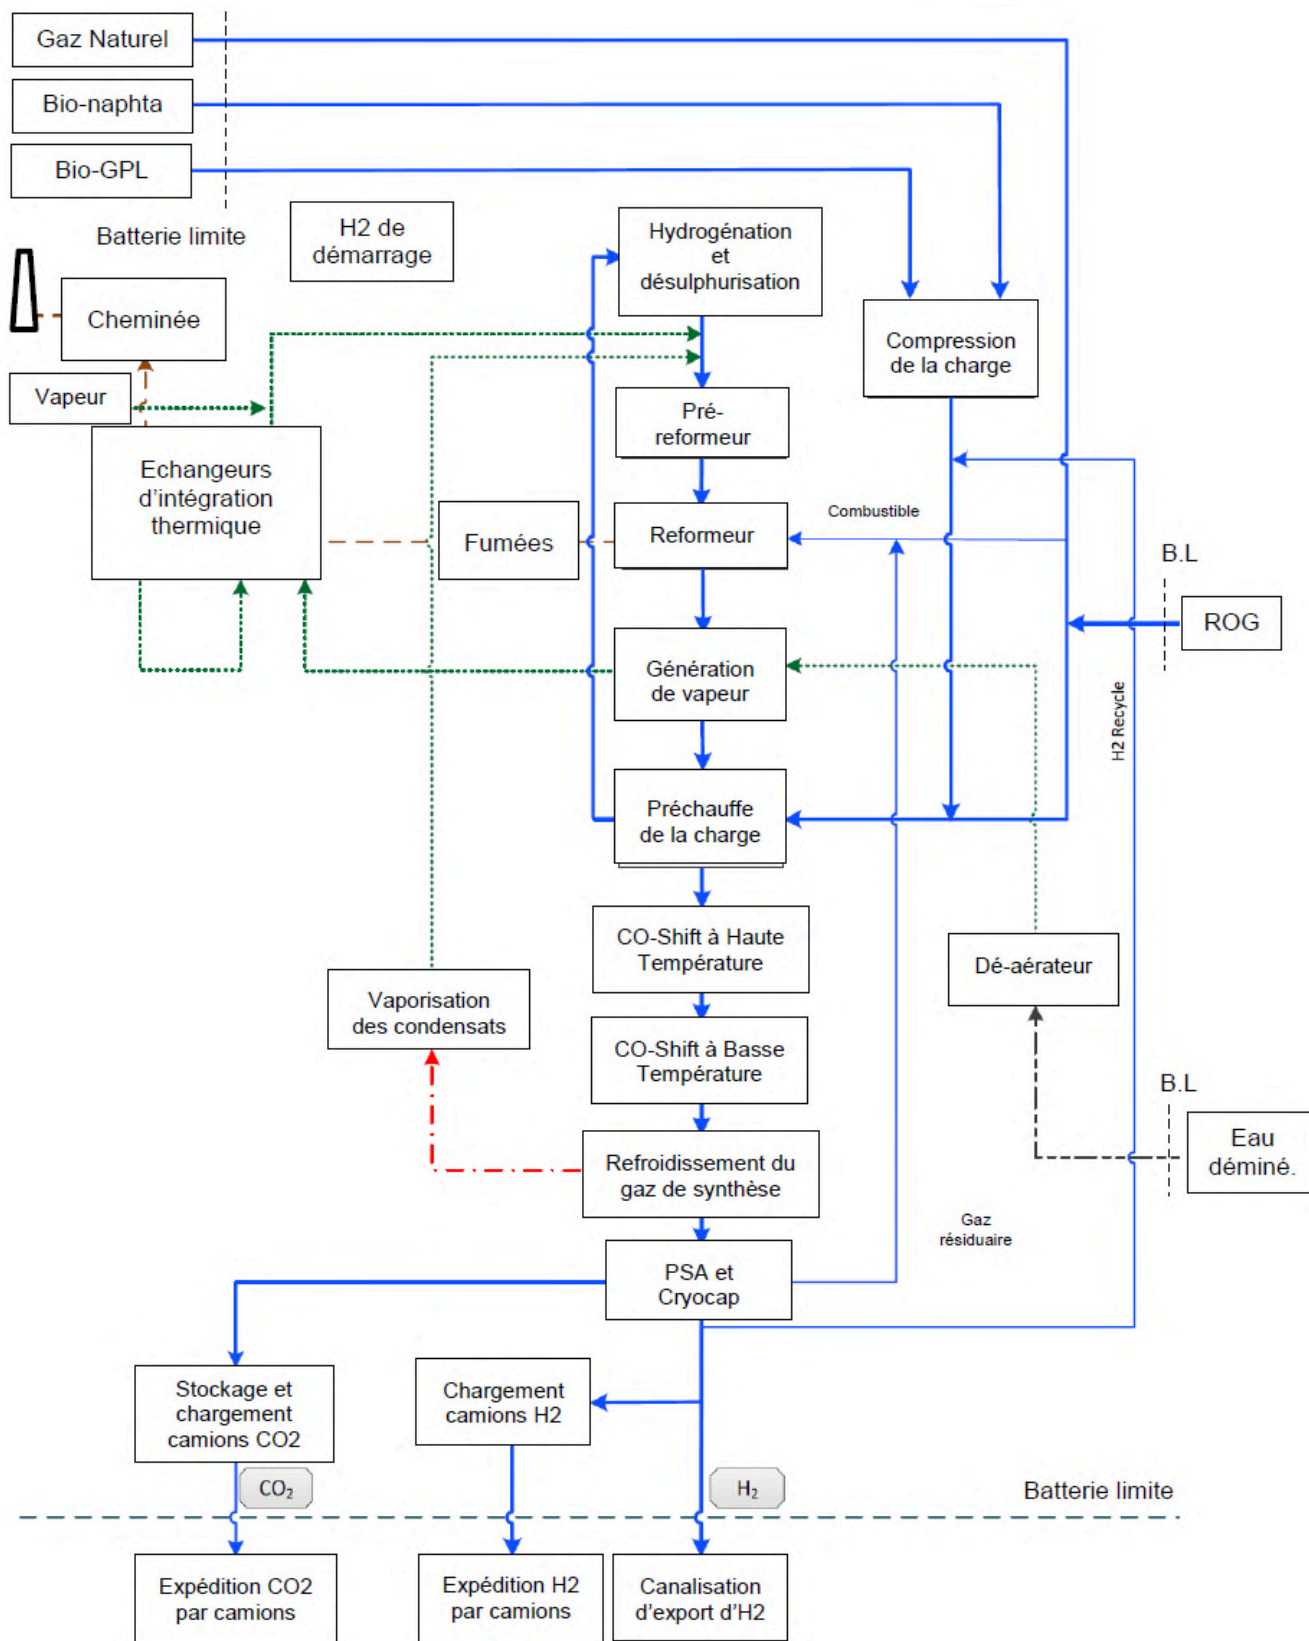 Gaz Naturel
Bio-naphta
Bio-GPL
Batterie limite
H2 de
démarrage
Hydrogénation
et
désulphurisation
Cheminée
Compression
de la charge
Vapeur
Pré-
reformeur
Echangeurs
d'intégration
thermique
Fumées
Reformeur
Combustible
B.L
ROG
Génération
de vapeur
H2 Recycle
Préchauffe
de la charge
CO-Shift à Haute
Température
Dé-aérateur
Vaporisation
des condensats
CO-Shift à Basse
Température
B.L
Eau
déminé.
Refroidissement du
gaz de synthèse
Gaz
résiduaire
PSA et
Cryocap
Stockage et
chargement
camions CO2
Chargement
camions H2
CO₂
H₂
Batterie limite
Expédition CO2
par camions
Expédition H2
par camions
Canalisation
d'export d'H2